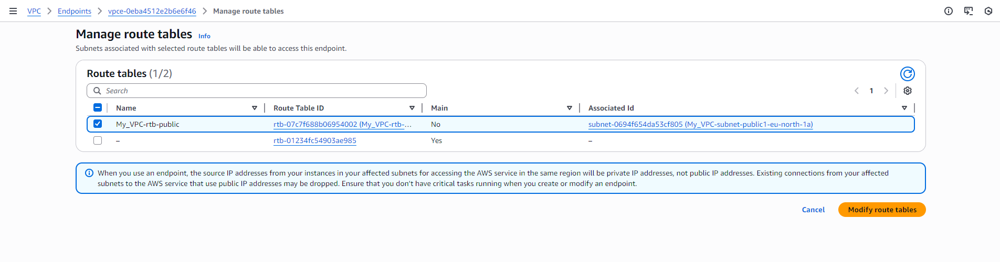 VPC > Endpoints > vpce-0eba4512e2b6e6f46 > Manage route tables
Manage route tables Info
Subnets associated with selected route tables will be able to access this endpoint.
Route tables (1/2)
Search
1
Name Route Table ID Main Associated Id
My_VPC-rtb-public rtb-07c7f688b06954002 (My_VPC-rtb-... No subnet-0694f654da53cf805 (My_VPC-subnet-public1-eu-north-1a)
– rtb-01234fc54903ae985 Yes –
When you use an endpoint, the source IP addresses from your instances in your affected subnets for accessing the AWS service in the same region will be private IP addresses, not public IP addresses. Existing connections from your affected
subnets to the AWS service that use public IP addresses may be dropped. Ensure that you don’t have critical tasks running when you create or modify an endpoint.
Cancel Modify route tables